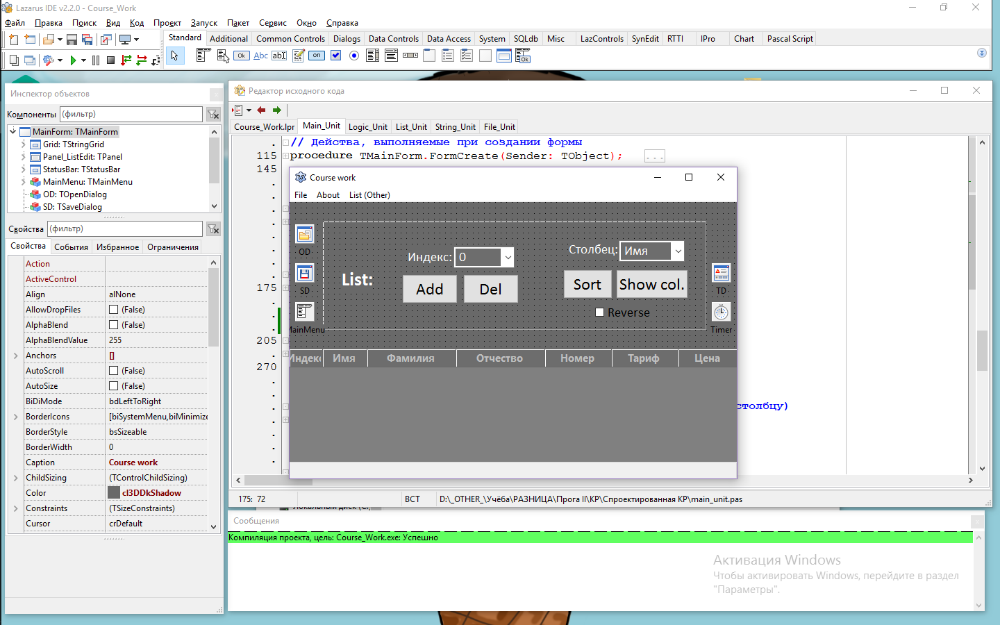 Lazarus IDE v2.2.0 - Course_Work
Файл Правка Поиск Вид Код Проект Запуск Пакет Сервис Окно Справка
Standard Additional Common Controls Dialogs Data Controls Data Access System SQLdb Misc LazControls SynEdit RTTI IPro Chart Pascal Script
Ok Abc abI on Ok
Инспектор объектов
Компоненты (фильтр)
MainForm: TMainForm
Grid: TStringGrid
Panel_ListEdit: TPanel
StatusBar: TStatusBar
MainMenu: TMainMenu
OD: TOpenDialog
SD: TSaveDialog
Свойства (фильтр)
Свойства События Избранное Ограничения
Action
ActiveControl
Align alNone
AllowDropFiles (False)
AlphaBlend (False)
AlphaBlendValue 255
Anchors []
AutoScroll (False)
AutoSize (False)
BiDiMode bdLeftToRight
BorderIcons [biSystemMenu,biMinimize
BorderStyle bsSizeable
BorderWidth 0
Caption Course work
ChildSizing (TControlChildSizing)
Color cl3DDkShadow
Constraints (TSizeConstraints)
Cursor crDefault
Редактор исходного кода
Course_Work.lpr Main_Unit Logic_Unit List_Unit String_Unit File_Unit
// Действа, выполняемые при создании формы
115 procedure TMainForm.FormCreate(Sender: TObject); ...
145
175
205
270
столбцу)
Course work
File About List (Other)
OD
SD
MainMenu
List:
Индекс: 0
Add Del
Столбец: Имя
Sort Show col.
Reverse
TD
Timer
Индекс Имя Фамилия Отчество Номер Тариф Цена
175: 72 ВСТ D:\_OTHER_\Учёба\РАЗНИЦА\Прога II\КР\Спроектированная КР\main_unit.pas
Локальный диск (C:
Сообщения
Компиляция проекта, цель: Course_Work.exe: Успешно
Активация Windows
Чтобы активировать Windows, перейдите в раздел
"Параметры".